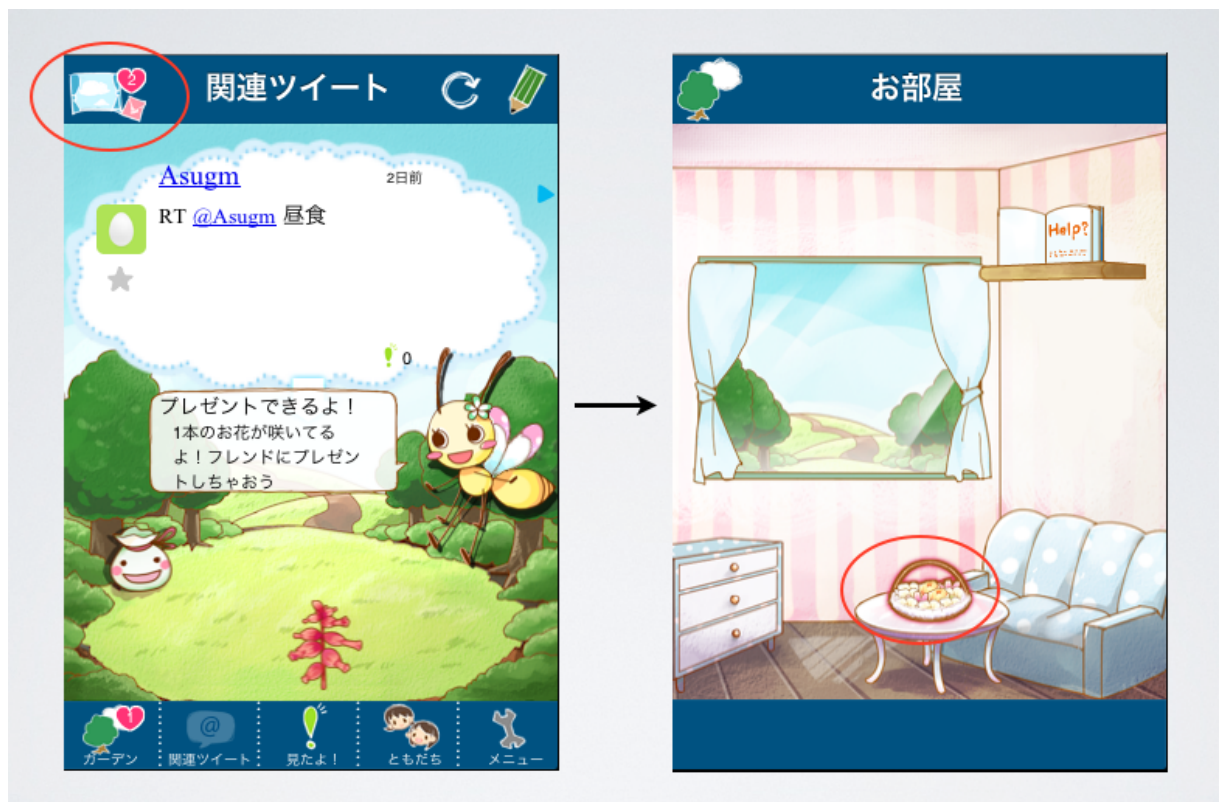 2
関連ツイート
Asugm
2日前
RT @Asugm 昼食
0
プレゼントできるよ！
1本のお花が咲いてる
よ！フレンドにプレゼン
トしちゃおう
1
@
ガーデン
関連ツイート
見たよ！
ともだち
メニュー
お部屋
Help?